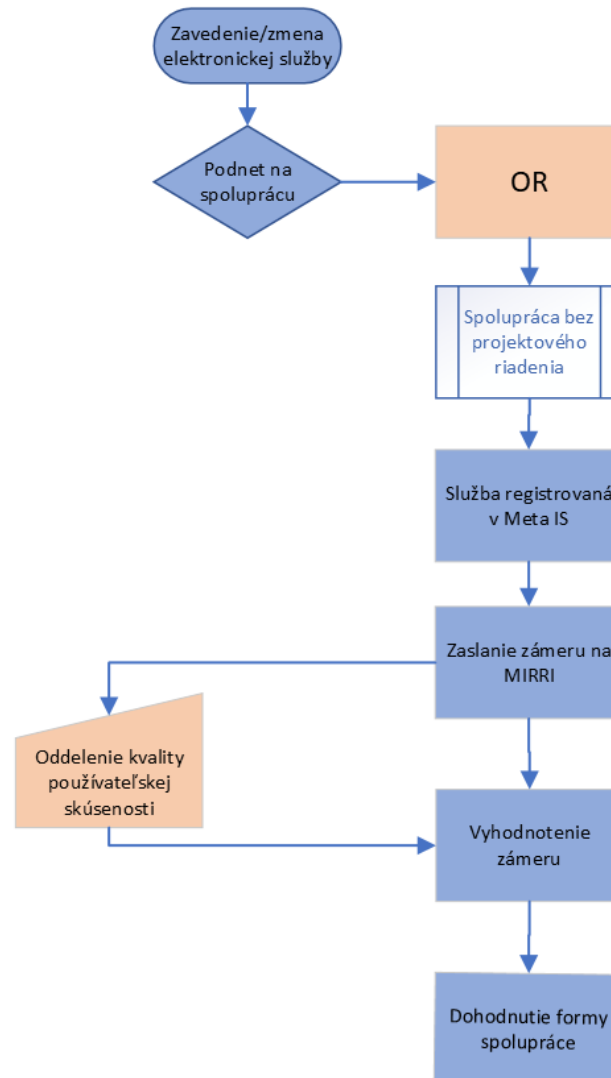 Zavedenie/zmena
elektronickej služby
Podnet na
spoluprácu
OR
Spolupráca bez
projektového
riadenia
Služba registrovaná
v Meta IS
Zaslanie zámeru na
MIRRI
Oddelenie kvality
používateľskej
skúsenosti
Vyhodnotenie
zámeru
Dohodnutie formy
spolupráce